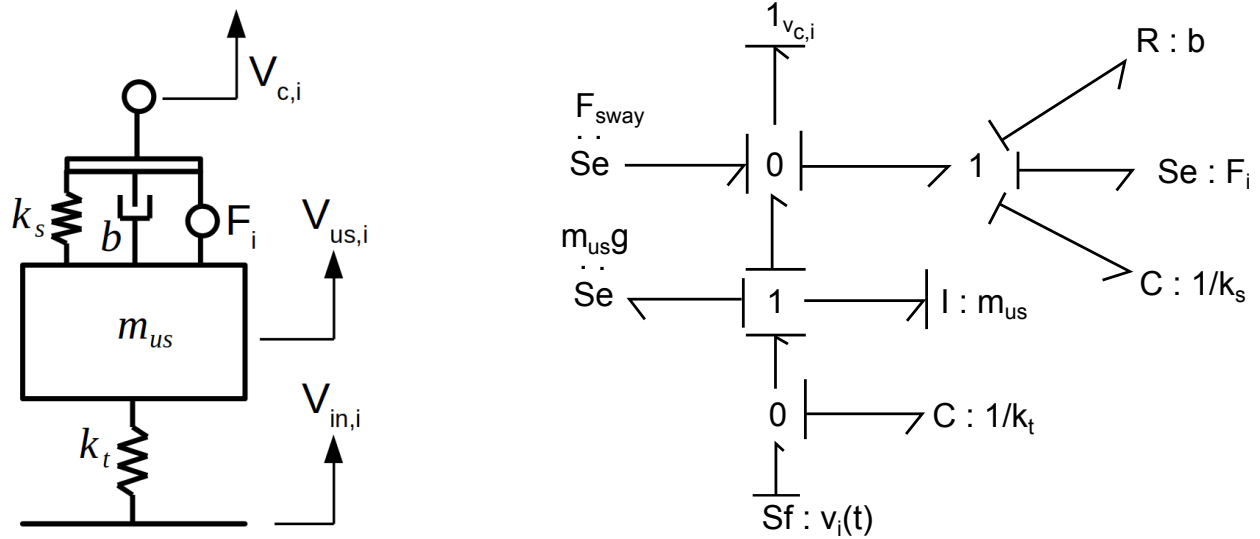 V_c,i
k_s
b
F_i
V_us,i
m_us
V_in,i
k_t
1_v_c,i
R : b
F_sway
..
Se
0
1
Se : F_i
m_usg
..
Se
1
I : m_us
C : 1/k_s
0
C : 1/k_t
Sf : v_i(t)